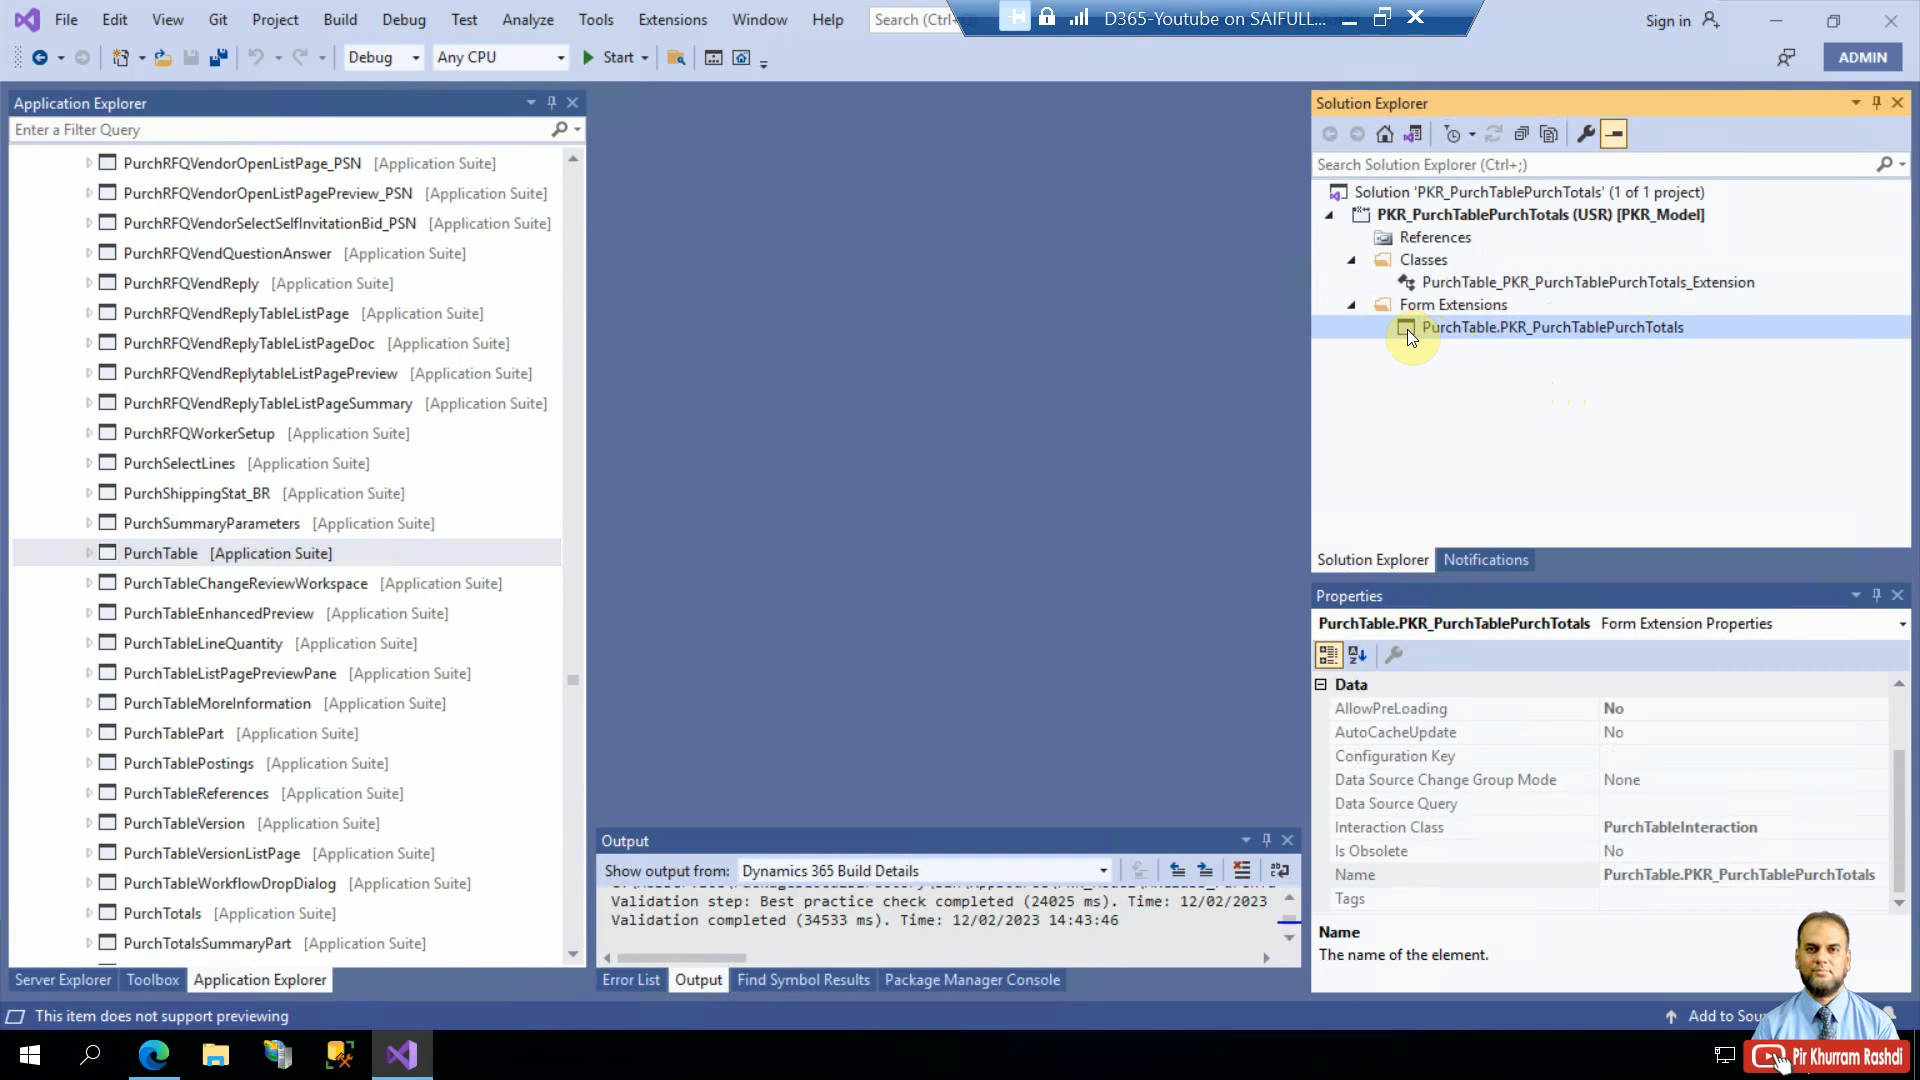 File Edit View Git Project Build Debug Test Analyze Tools Extensions Window Help Search (Ctrl+
D365-Youtube on SAIFULL...
Sign in
Debug Any CPU Start ADMIN
Application Explorer
Enter a Filter Query
PurchRFQVendorOpenListPage_PSN [Application Suite]
PurchRFQVendorOpenListPagePreview_PSN [Application Suite]
PurchRFQVendorSelectSelfInvitationBid_PSN [Application Suite]
PurchRFQVendQuestionAnswer [Application Suite]
PurchRFQVendReply [Application Suite]
PurchRFQVendReplyTableListPage [Application Suite]
PurchRFQVendReplyTableListPageDoc [Application Suite]
PurchRFQVendReplytableListPagePreview [Application Suite]
PurchRFQVendReplyTableListPageSummary [Application Suite]
PurchRFQWorkerSetup [Application Suite]
PurchSelectLines [Application Suite]
PurchShippingStat_BR [Application Suite]
PurchSummaryParameters [Application Suite]
PurchTable [Application Suite]
PurchTableChangeReviewWorkspace [Application Suite]
PurchTableEnhancedPreview [Application Suite]
PurchTableLineQuantity [Application Suite]
PurchTableListPagePreviewPane [Application Suite]
PurchTableMoreInformation [Application Suite]
PurchTablePart [Application Suite]
PurchTablePostings [Application Suite]
PurchTableReferences [Application Suite]
PurchTableVersion [Application Suite]
PurchTableVersionListPage [Application Suite]
PurchTableWorkflowDropDialog [Application Suite]
PurchTotals [Application Suite]
PurchTotalsSummaryPart [Application Suite]
Server Explorer Toolbox Application Explorer
Output
Show output from: Dynamics 365 Build Details
Validation step: Best practice check completed (24025 ms). Time: 12/02/2023
Validation completed (34533 ms). Time: 12/02/2023 14:43:46
Error List Output Find Symbol Results Package Manager Console
Solution Explorer
Search Solution Explorer (Ctrl+;)
Solution 'PKR_PurchTablePurchTotals' (1 of 1 project)
PKR_PurchTablePurchTotals (USR) [PKR_Model]
References
Classes
PurchTable_PKR_PurchTablePurchTotals_Extension
Form Extensions
PurchTable.PKR_PurchTablePurchTotals
Solution Explorer Notifications
Properties
PurchTable.PKR_PurchTablePurchTotals Form Extension Properties
Data
AllowPreLoading No
AutoCacheUpdate No
Configuration Key
Data Source Change Group Mode None
Data Source Query
Interaction Class PurchTableInteraction
Is Obsolete No
Name PurchTable.PKR_PurchTablePurchTotals
Tags
Name
The name of the element.
This item does not support previewing
Add to Sou
Pir Khurram Rashdi